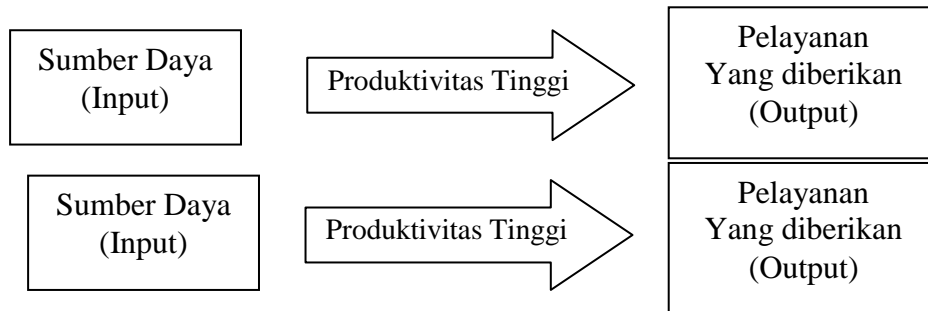 Sumber Daya
(Input)
Produktivitas Tinggi
Pelayanan
Yang diberikan
(Output)
Sumber Daya
(Input)
Produktivitas Tinggi
Pelayanan
Yang diberikan
(Output)